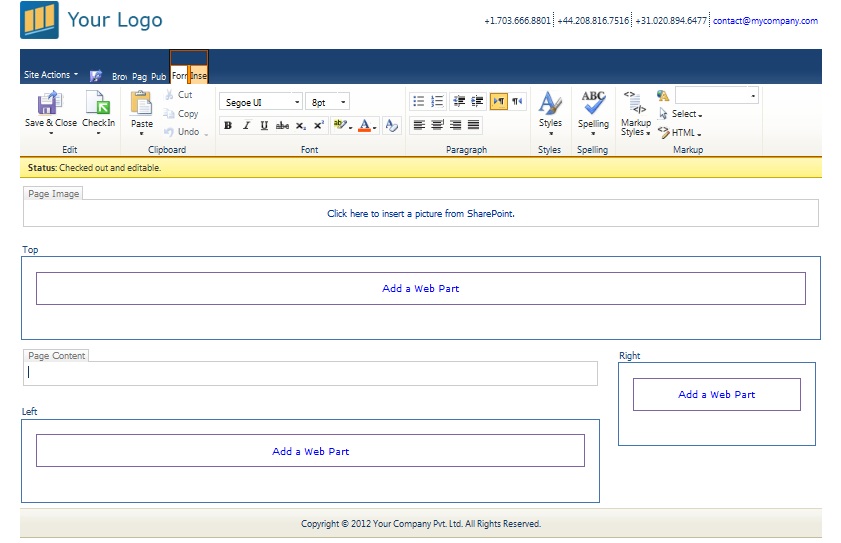 Your Logo
+1.703.666.8801 +44.208.816.7516 +31.020.894.6477 contact@mycompany.com
Site Actions Brov Pag Pub Forr Inse
Save & Close Check In Paste Cut Copy Undo
Segoe UI 8pt
B I U abc x₂ x² ab A A
Styles Spelling ABC Markup Styles Select HTML
Edit Clipboard Font Paragraph Styles Spelling Markup
Status: Checked out and editable.
Page Image
Click here to insert a picture from SharePoint.
Top
Add a Web Part
Page Content
Right
Add a Web Part
Left
Add a Web Part
Copyright © 2012 Your Company Pvt. Ltd. All Rights Reserved.